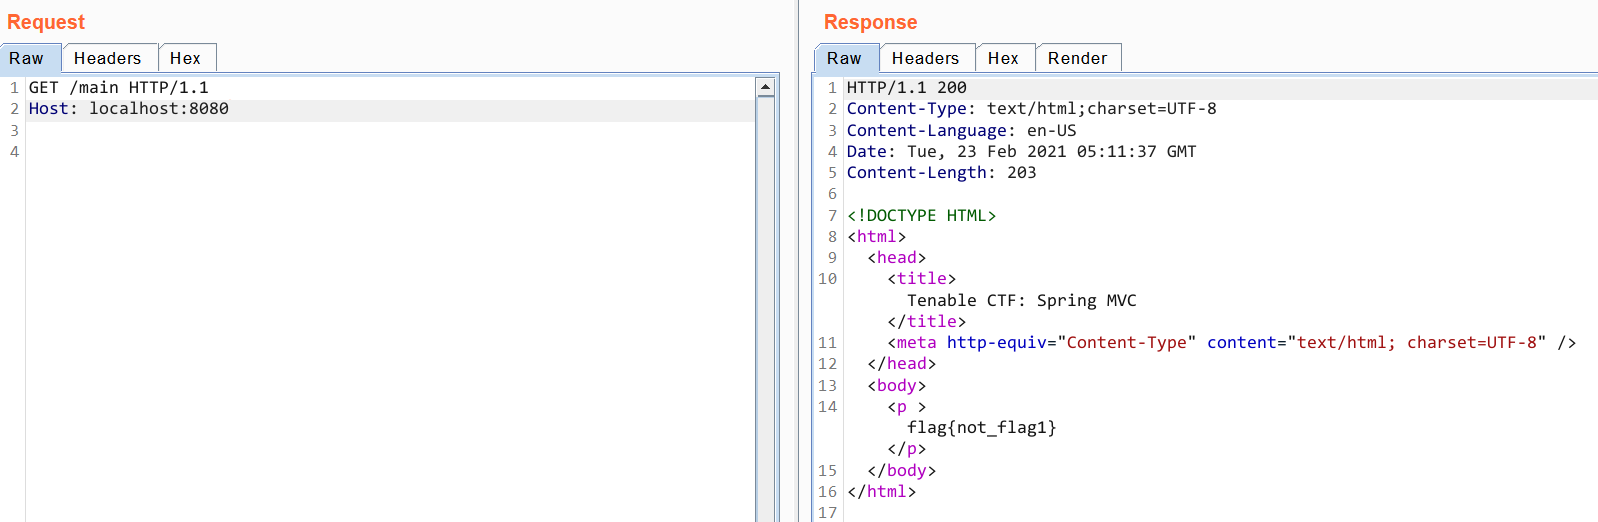 Request
Raw Headers Hex
1 GET /main HTTP/1.1
2 Host: localhost:8080
3
4
Response
Raw Headers Hex Render
1 HTTP/1.1 200
2 Content-Type: text/html;charset=UTF-8
3 Content-Language: en-US
4 Date: Tue, 23 Feb 2021 05:11:37 GMT
5 Content-Length: 203
6
7 <!DOCTYPE HTML>
8 <html>
9 <head>
10 <title>
Tenable CTF: Spring MVC
</title>
11 <meta http-equiv="Content-Type" content="text/html; charset=UTF-8" />
12 </head>
13 <body>
14 <p >
flag{not_flag1}
</p>
15 </body>
16 </html>
17